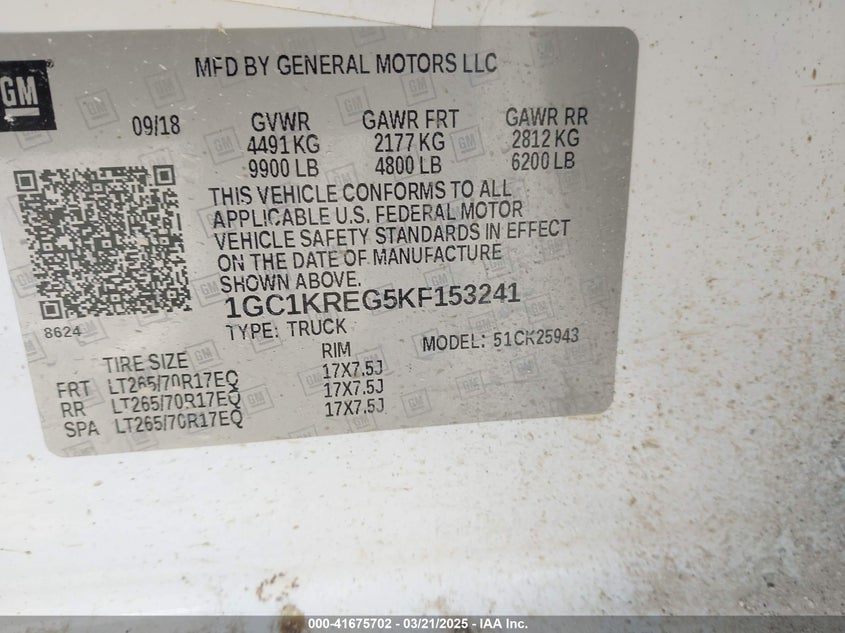 GM
MFD BY GENERAL MOTORS LLC
09/18 GVWR GAWR FRT GAWR RR
4491 KG 2177 KG 2812 KG
9900 LB 4800 LB 6200 LB
THIS VEHICLE CONFORMS TO ALL
APPLICABLE U.S. FEDERAL MOTOR
VEHICLE SAFETY STANDARDS IN EFFECT
ON THE DATE OF MANUFACTURE
SHOWN ABOVE.
1GC1KREG5KF153241
8624 TYPE: TRUCK MODEL: 51CK25943
TIRE SIZE RIM
FRT LT265/70R17EQ 17X7.5J
RR LT265/70R17EQ 17X7.5J
SPA LT265/70R17EQ 17X7.5J
000-41675702 - 03/21/2025 - IAA Inc.